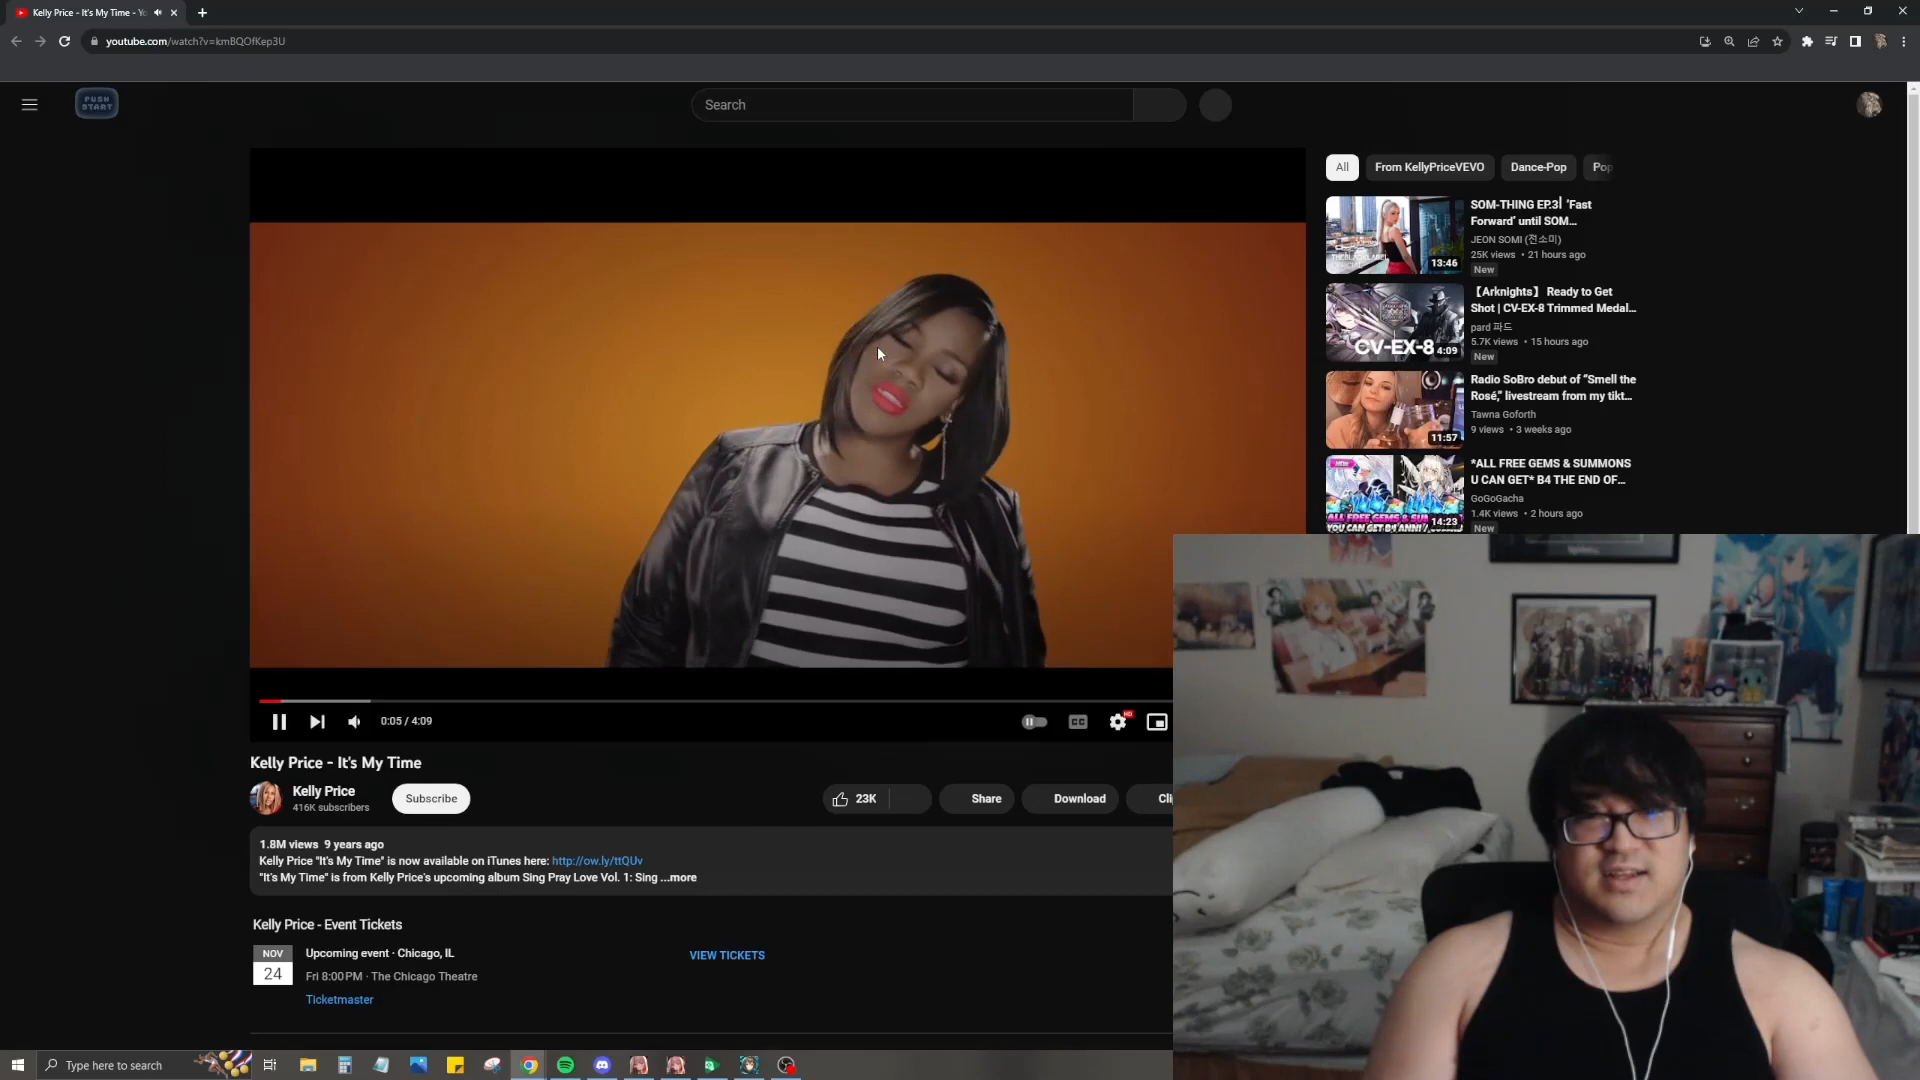 Kelly Price - It's My Time - Yo
youtube.com/watch?v=kmBQOfKep3U
PUSH
START
Search
All
From KellyPriceVEVO
Dance-Pop
Pop
SOM-THING EP.3| 'Fast
Forward' until SOM...
JEON SOMI (전소미)
25K views • 21 hours ago
New
13:46
【Arknights】 Ready to Get
Shot | CV-EX-8 Trimmed Medal...
pard 파드
5.7K views • 15 hours ago
New
CV-EX-8
4:09
Radio SoBro debut of “Smell the
Rosé,” livestream from my tikt...
Tawna Goforth
9 views • 3 weeks ago
11:57
*ALL FREE GEMS & SUMMONS
U CAN GET* B4 THE END OF...
GoGoGacha
1.4K views • 2 hours ago
New
14:23
0:05 / 4:09
CC
HD
Kelly Price - It's My Time
Kelly Price
416K subscribers
Subscribe
23K
Share
Download
Cli
1.8M views 9 years ago
Kelly Price "It's My Time" is now available on iTunes here: http://ow.ly/ttQUv
"It's My Time" is from Kelly Price's upcoming album Sing Pray Love Vol. 1: Sing ...more
Kelly Price - Event Tickets
NOV
24
Upcoming event · Chicago, IL
Fri 8:00 PM · The Chicago Theatre
Ticketmaster
VIEW TICKETS
Type here to search